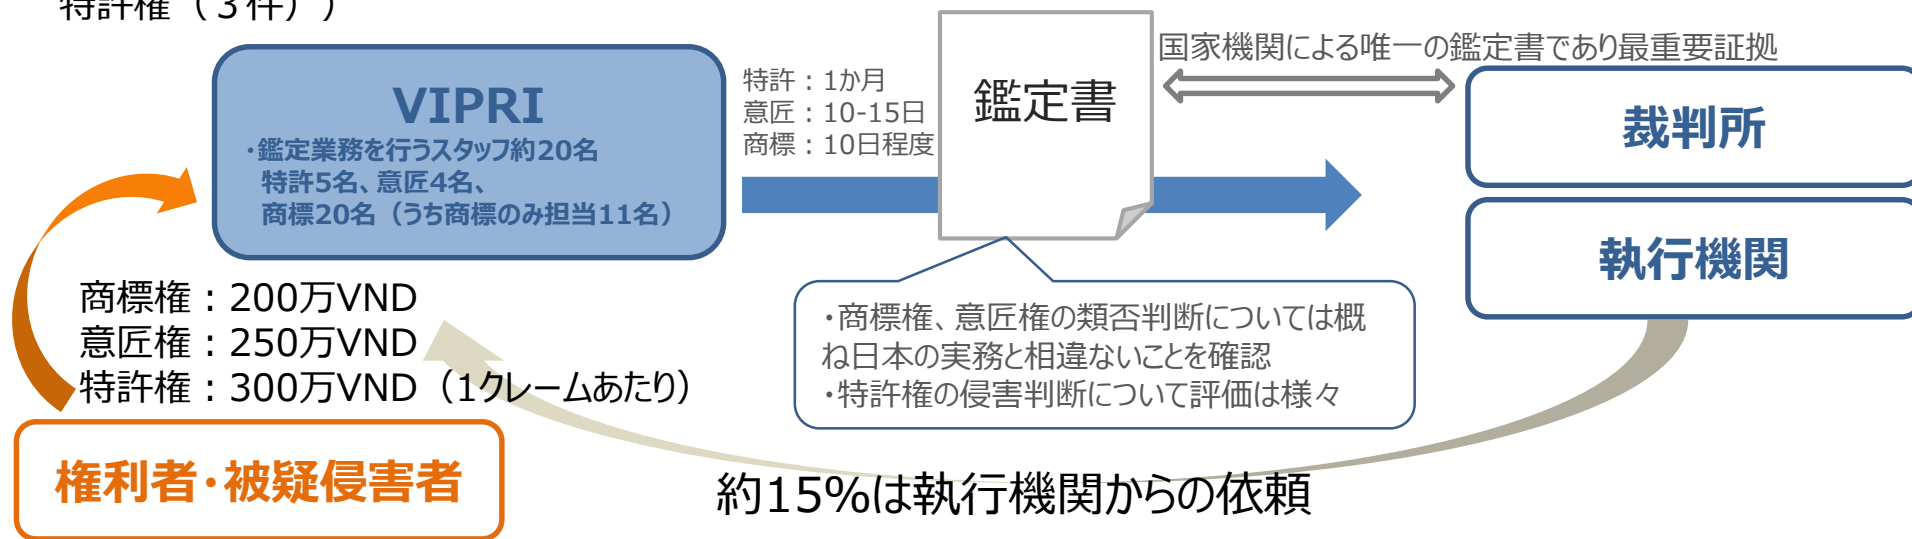 特許権（３件））
国家機関による唯一の鑑定書であり最重要証拠
VIPRI
・鑑定業務を行うスタッフ約20名
特許5名、意匠4名、
商標20名（うち商標のみ担当11名）
特許：1か月
意匠：10-15日
商標：10日程度
鑑定書
裁判所
執行機関
商標権：200万VND
意匠権：250万VND
特許権：300万VND（1クレームあたり）
・商標権、意匠権の類否判断については概
ね日本の実務と相違ないことを確認
・特許権の侵害判断について評価は様々
権利者・被疑侵害者
約15%は執行機関からの依頼